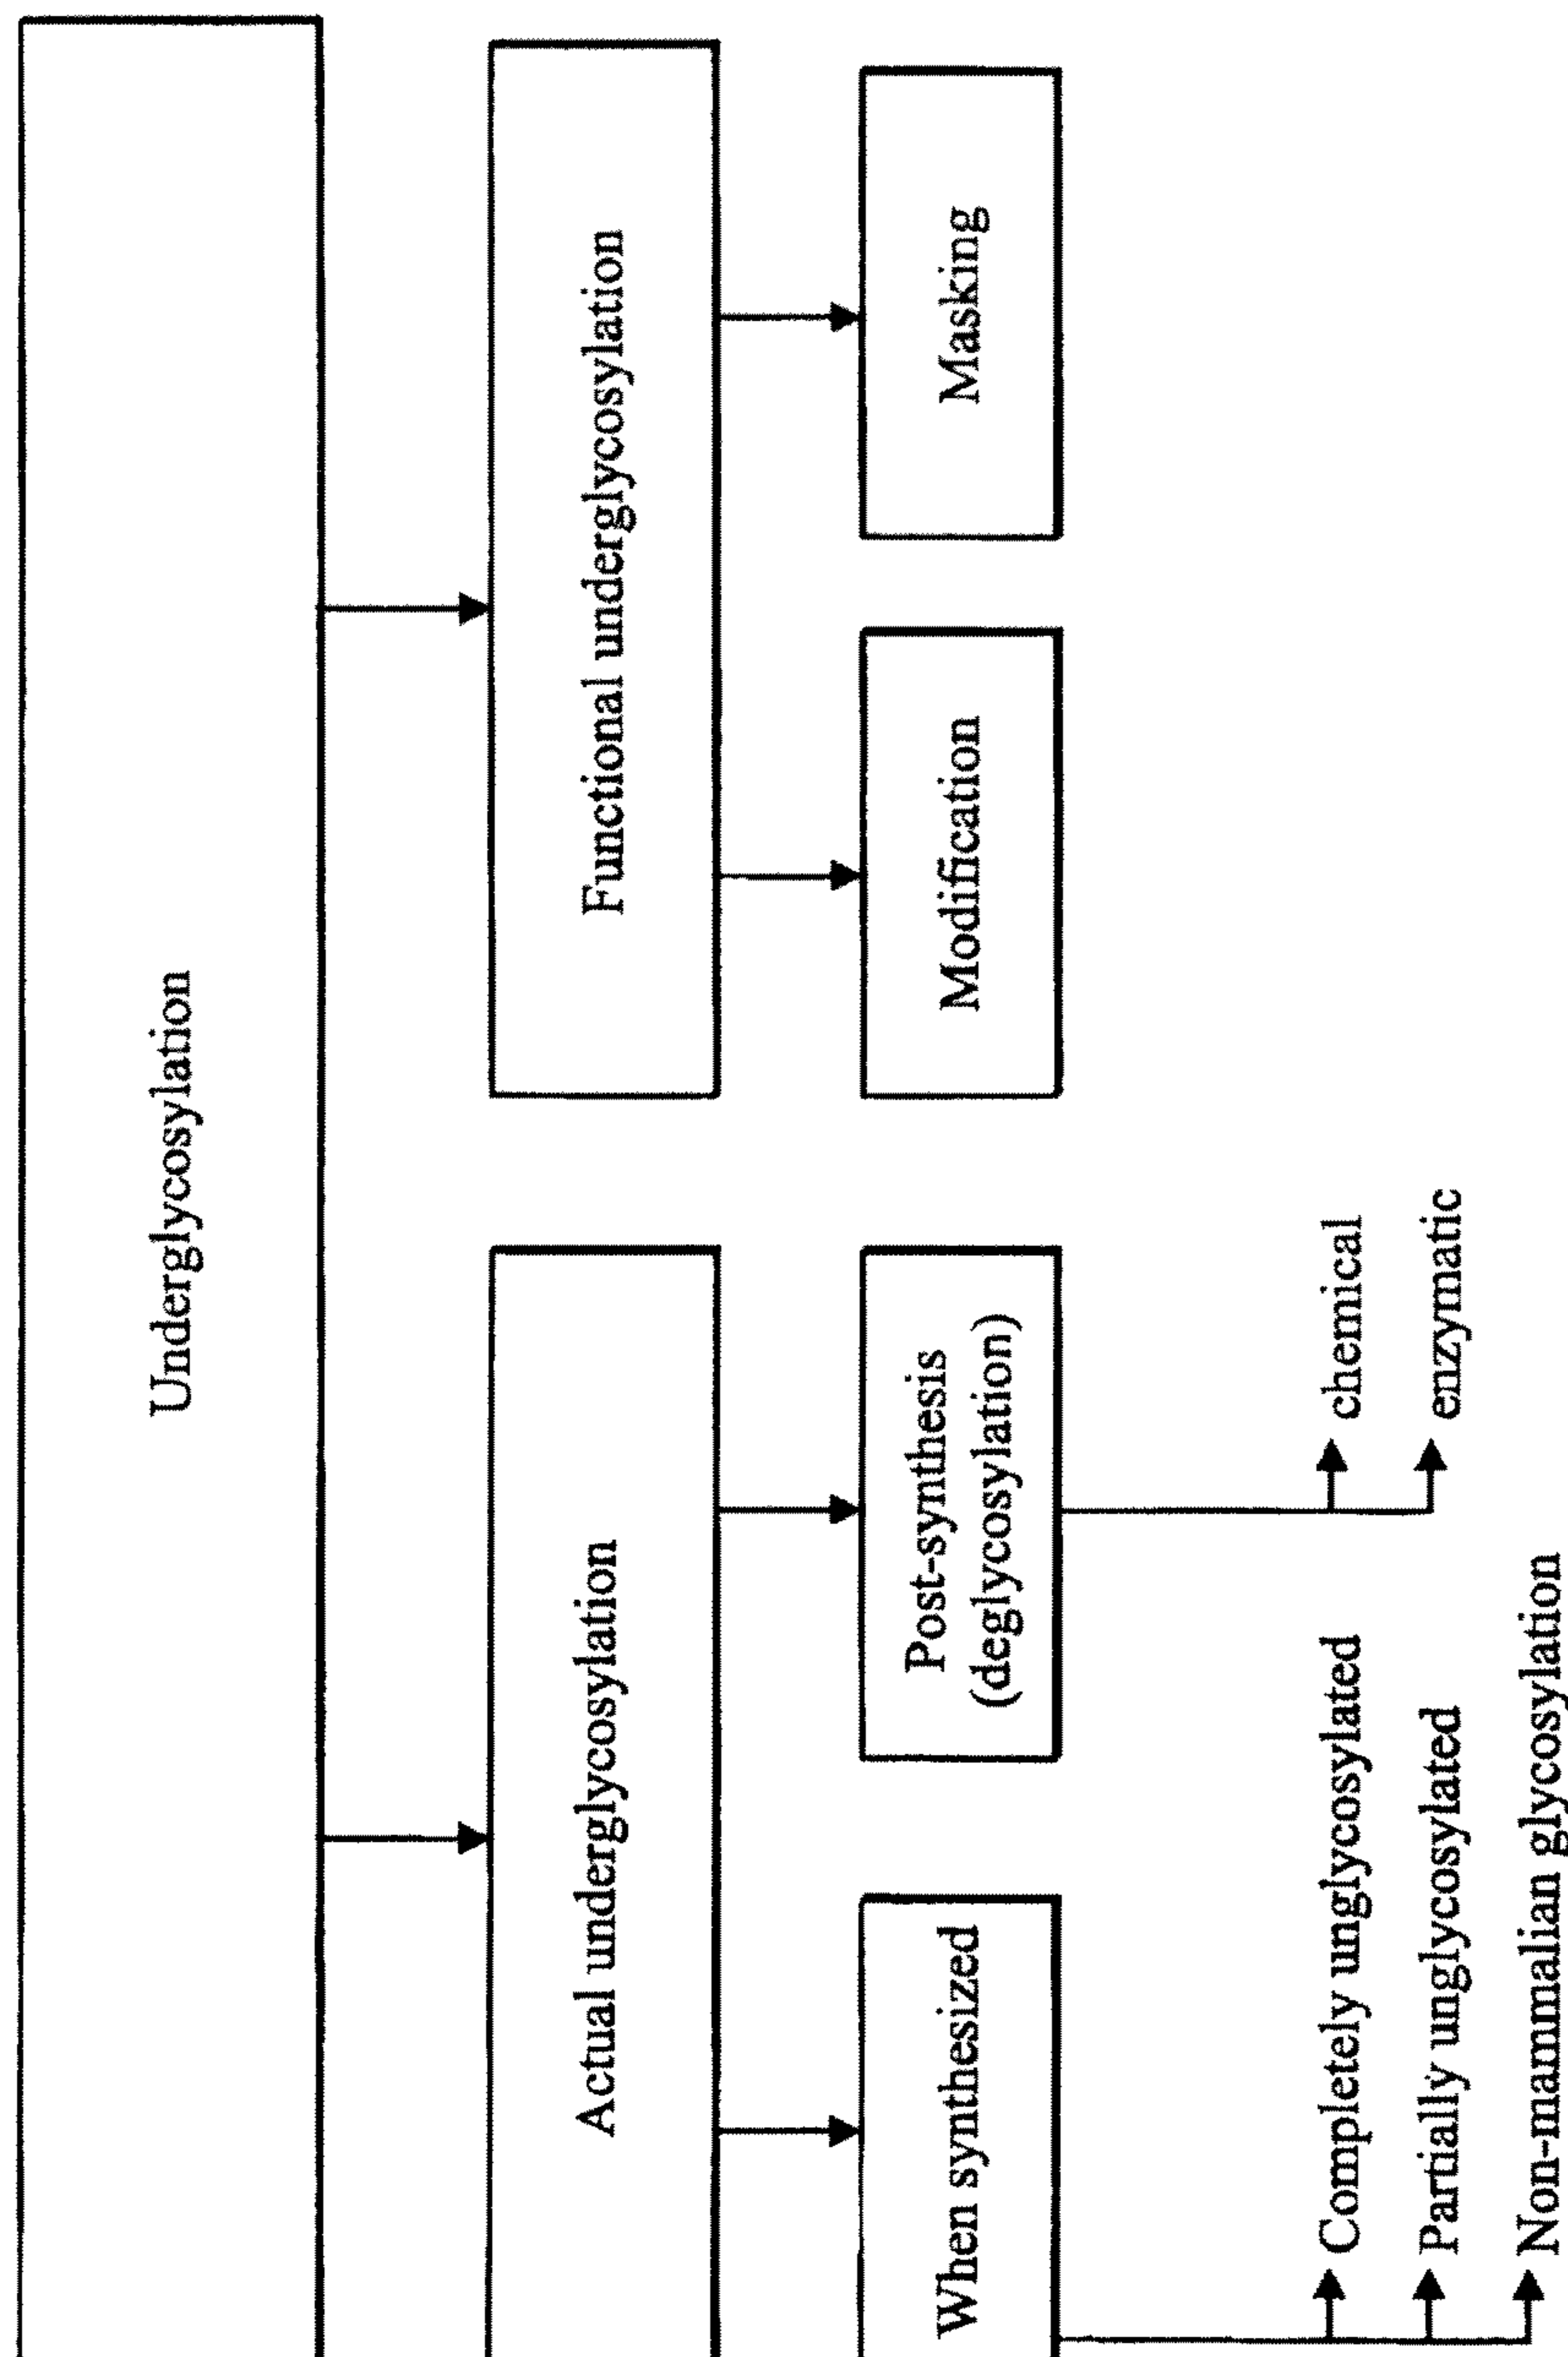 Underglycosylation
Actual underglycosylation
Functional underglycosylation
When synthesized
Post-synthesis
(deglycosylation)
Modification
Masking
Completely unglycosylated
Partially unglycosylated
Non-mammalian glycosylation
chemical
enzymatic